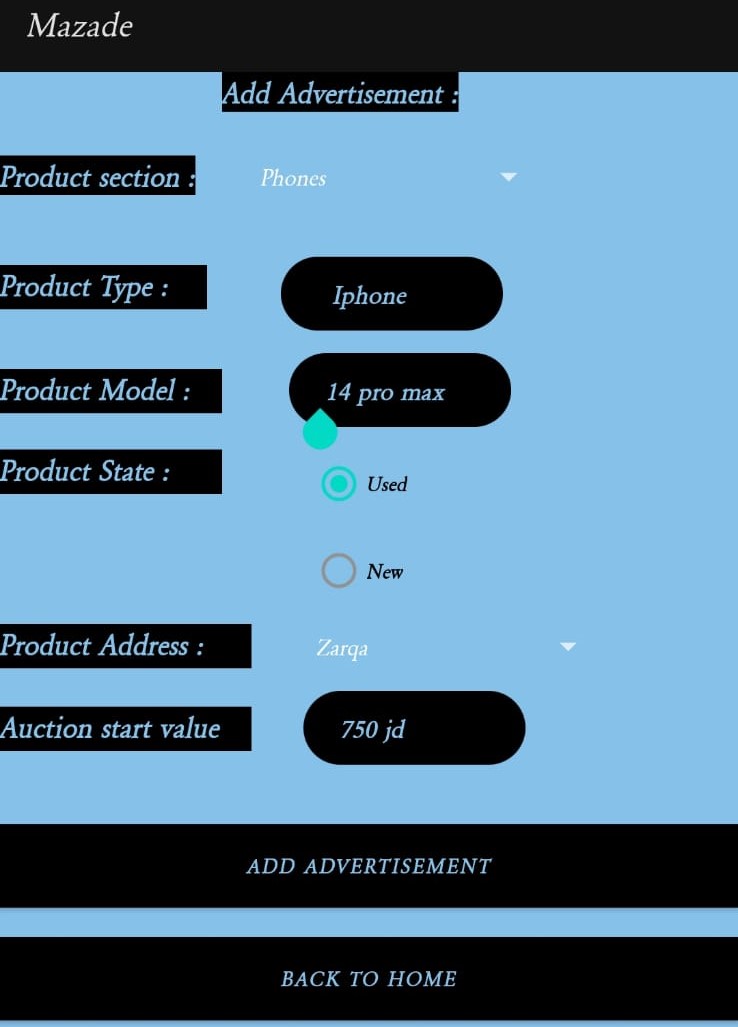 Mazade
Add Advertisement :
Product section : Phones
Product Type : Iphone
Product Model : 14 pro max
Product State : Used
New
Product Address : Zarqa
Auction start value 750 jd
ADD ADVERTISEMENT
BACK TO HOME